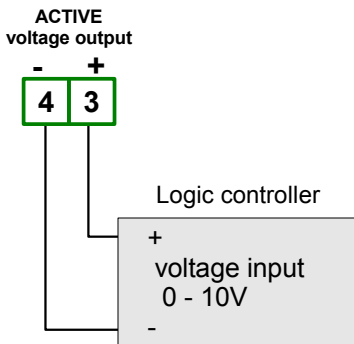 ACTIVE
voltage output
- +
4 3
Logic controller
+
voltage input
0 - 10V
-